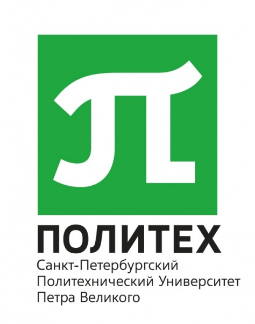 П
ПОЛИТЕХ
Санкт-Петербургский
Политехнический Университет
Петра Великого